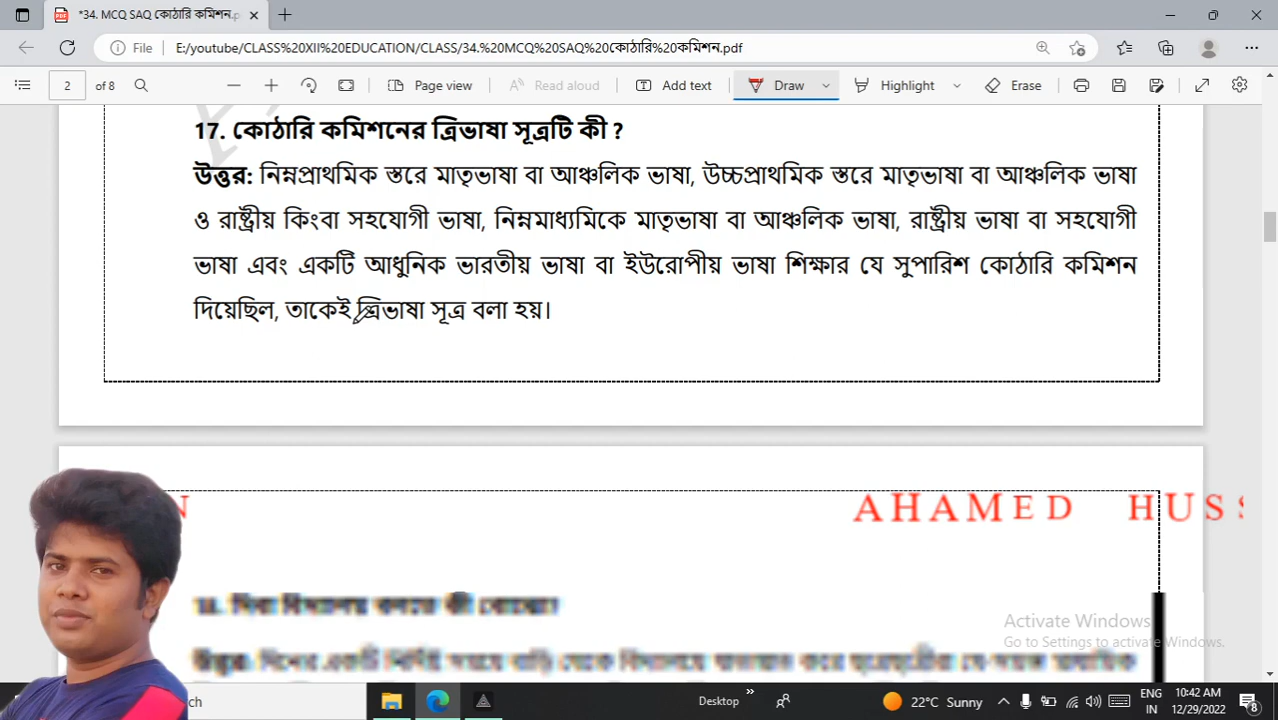 *34. MCQ SAQ কোঠারি কমিশন.p
File E:/youtube/CLASS%20XII%20EDUCATION/CLASS/34.%20MCQ%20SAQ%20কোঠারি%20কমিশন.pdf
2 of 8 Page view Read aloud Add text Draw Highlight Erase
17. কোঠারি কমিশনের ত্রিভাষা সূত্রটি কী ?
উত্তর: নিম্নপ্রাথমিক স্তরে মাতৃভাষা বা আঞ্চলিক ভাষা, উচ্চপ্রাথমিক স্তরে মাতৃভাষা বা আঞ্চলিক ভাষা
ও রাষ্ট্রীয় কিংবা সহযোগী ভাষা, নিম্নমাধ্যমিকে মাতৃভাষা বা আঞ্চলিক ভাষা, রাষ্ট্রীয় ভাষা বা সহযোগী
ভাষা এবং একটি আধুনিক ভারতীয় ভাষা বা ইউরোপীয় ভাষা শিক্ষার যে সুপারিশ কোঠারি কমিশন
দিয়েছিল, তাকেই ত্রিভাষা সূত্র বলা হয়।
N AHAMED HUSS
Activate Windows
Go to Settings to activate Windows.
rch Desktop 22°C Sunny ENG 10:42 AM
IN 12/29/2022 8